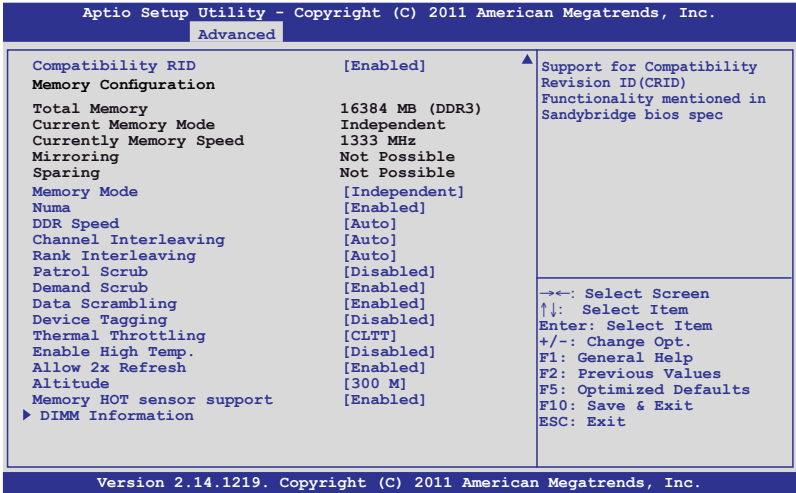 Aptio Setup Utility - Copyright (C) 2011 American Megatrends, Inc.
Advanced
Compatibility RID [Enabled]
Memory Configuration
Total Memory 16384 MB (DDR3)
Current Memory Mode Independent
Currently Memory Speed 1333 MHz
Mirroring Not Possible
Sparing Not Possible
Memory Mode [Independent]
Numa [Enabled]
DDR Speed [Auto]
Channel Interleaving [Auto]
Rank Interleaving [Auto]
Patrol Scrub [Disabled]
Demand Scrub [Enabled]
Data Scrambling [Enabled]
Device Tagging [Disabled]
Thermal Throttling [CLTT]
Enable High Temp. [Disabled]
Allow 2x Refresh [Enabled]
Altitude [300 M]
Memory HOT sensor support [Enabled]
DIMM Information
Support for Compatibility
Revision ID(CRID)
Functionality mentioned in
Sandybridge bios spec
→←: Select Screen
↑↓: Select Item
Enter: Select Item
+/-: Change Opt.
F1: General Help
F2: Previous Values
F5: Optimized Defaults
F10: Save & Exit
ESC: Exit
Version 2.14.1219. Copyright (C) 2011 American Megatrends, Inc.